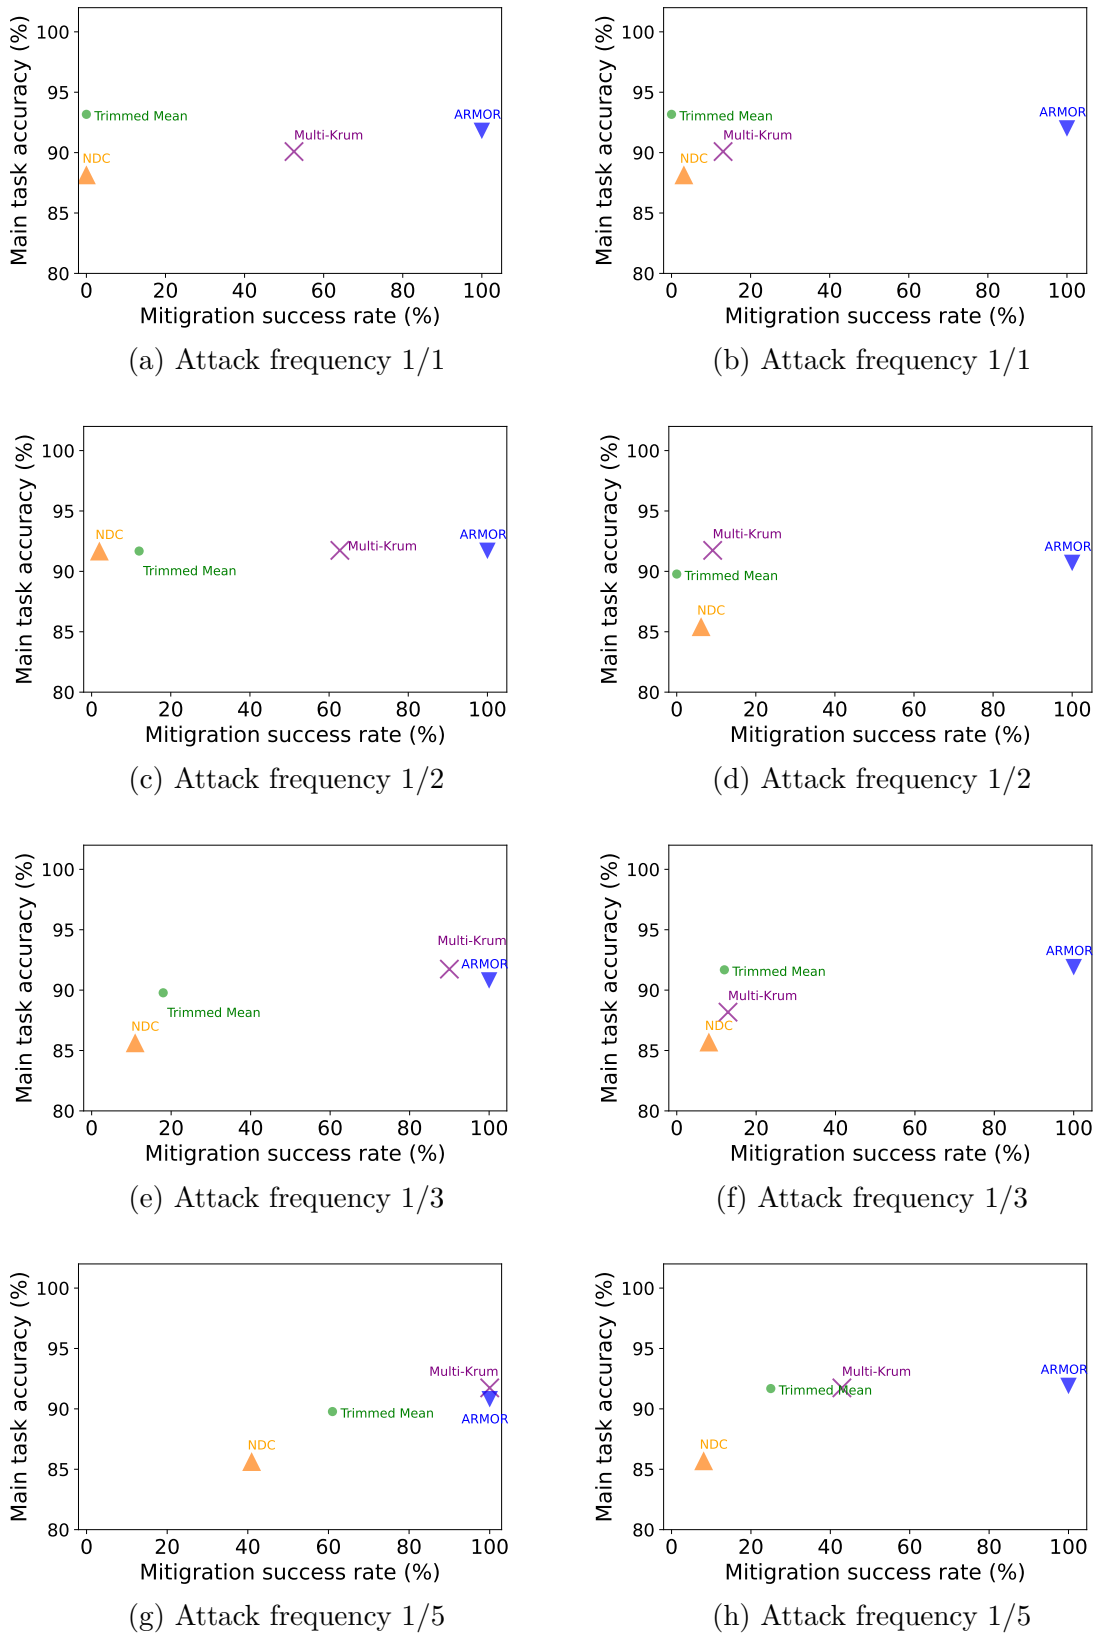 Main task accuracy (%)
100
95
90
85
80
Trimmed Mean
NDC
Multi-Krum
ARMOR
0 20 40 60 80 100
Mitigration success rate (%)
(a) Attack frequency 1/1
Main task accuracy (%)
100
95
90
85
80
Trimmed Mean
NDC
Multi-Krum
ARMOR
0 20 40 60 80 100
Mitigration success rate (%)
(b) Attack frequency 1/1
Main task accuracy (%)
100
95
90
85
80
NDC
Trimmed Mean
Multi-Krum
ARMOR
0 20 40 60 80 100
Mitigration success rate (%)
(c) Attack frequency 1/2
Main task accuracy (%)
100
95
90
85
80
Multi-Krum
Trimmed Mean
NDC
ARMOR
0 20 40 60 80 100
Mitigration success rate (%)
(d) Attack frequency 1/2
Main task accuracy (%)
100
95
90
85
80
Multi-Krum
ARMOR
Trimmed Mean
NDC
0 20 40 60 80 100
Mitigration success rate (%)
(e) Attack frequency 1/3
Main task accuracy (%)
100
95
90
85
80
ARMOR
Trimmed Mean
Multi-Krum
NDC
0 20 40 60 80 100
Mitigration success rate (%)
(f) Attack frequency 1/3
Main task accuracy (%)
100
95
90
85
80
Multi-Krum
Trimmed Mean
ARMOR
NDC
0 20 40 60 80 100
Mitigration success rate (%)
(g) Attack frequency 1/5
Main task accuracy (%)
100
95
90
85
80
Multi-Krum
ARMOR
Trimmed Mean
NDC
0 20 40 60 80 100
Mitigration success rate (%)
(h) Attack frequency 1/5